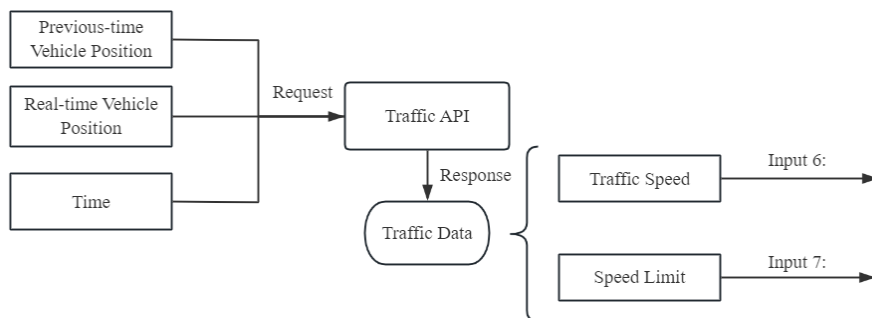 Previous-time
Vehicle Position
Real-time Vehicle
Position
Time
Request
Traffic API
Response
Traffic Data
Traffic Speed
Input 6:
Speed Limit
Input 7: